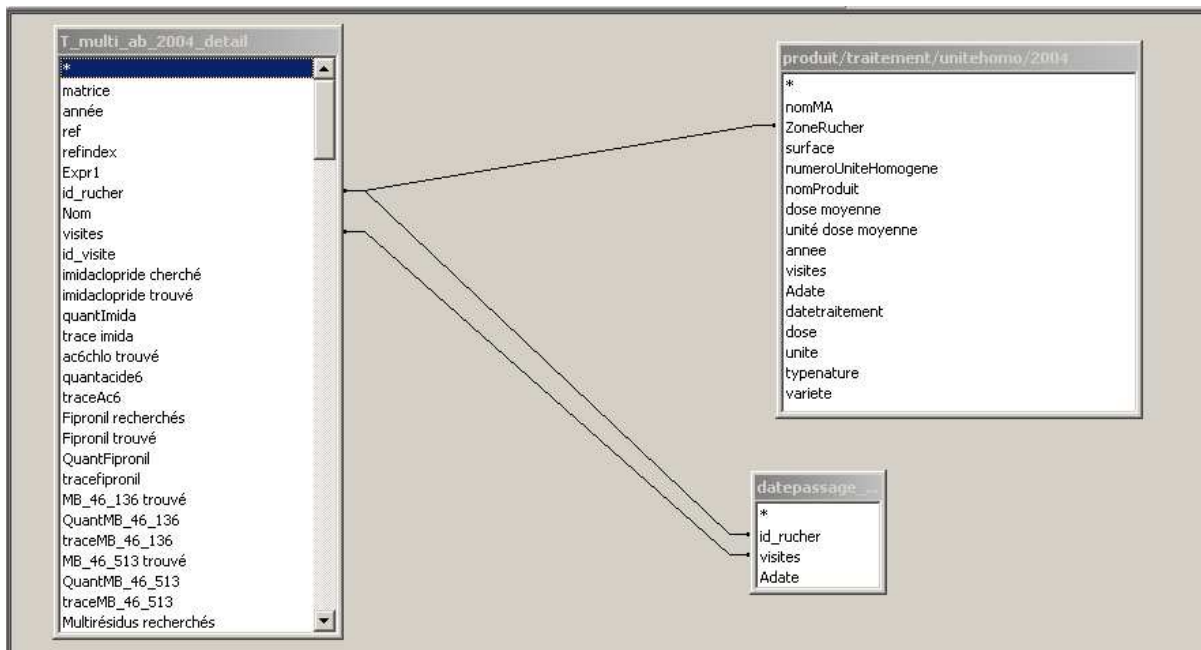 T_multi_ab_2004_detail
*
matrice
année
ref
refindex
Expr1
id_rucher
Nom
visites
id_visite
imidaclopride cherché
imidaclopride trouvé
quantImida
trace imida
ac6chlo trouvé
quantacide6
traceAc6
Fipronil recherchés
Fipronil trouvé
QuantFipronil
tracefipronil
MB_46_136 trouvé
QuantMB_46_136
traceMB_46_136
MB_46_513 trouvé
QuantMB_46_513
traceMB_46_513
Multirésidus recherchés
produit/traitement/unitehomo/2004
*
nomMA
ZoneRucher
surface
numeroUniteHomogene
nomProduit
dose moyenne
unité dose moyenne
annee
visites
Adate
datetraitement
dose
unite
typenature
variete
datepassage_...
*
id_rucher
visites
Adate